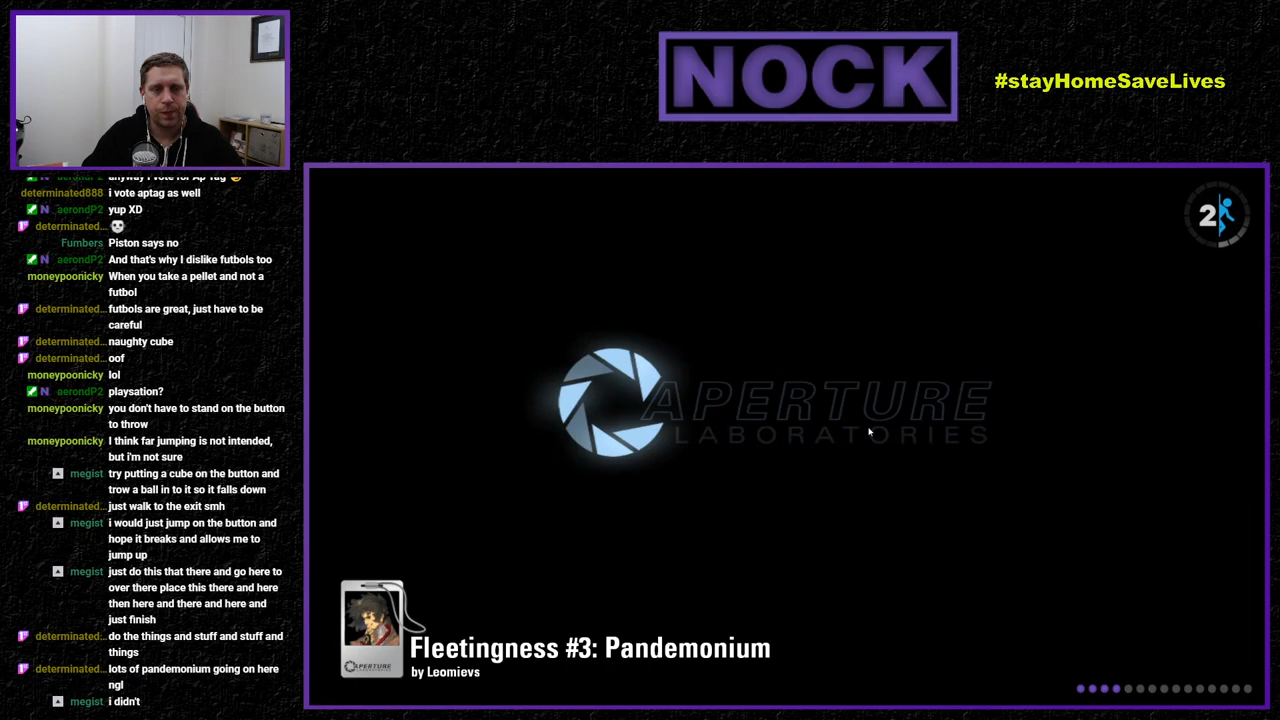 NOCK
#stayHomeSaveLives
aerondP2 anyway I vote for Ap Tag
determinated888 i vote aptag as well
aerondP2 yup XD
determinated...
Fumbers Piston says no
aerondP2 And that's why I dislike futbols too
moneypoonicky When you take a pellet and not a
futbol
determinated... futbols are great, just have to be
careful
determinated... naughty cube
determinated... oof
moneypoonicky lol
aerondP2 playsation?
moneypoonicky you don't have to stand on the button
to throw
moneypoonicky I think far jumping is not intended,
but i'm not sure
megist try putting a cube on the button and
trow a ball in to it so it falls down
determinated... just walk to the exit smh
megist i would just jump on the button and
hope it breaks and allows me to
jump up
megist just do this that there and go here to
over there place this there and here
then here and there and here and
just finish
determinated... do the things and stuff and stuff and
things
determinated... lots of pandemonium going on here
ngl
megist i didn't
2
APERTURE
LABORATORIES
APERTURE
Fleetingness #3: Pandemonium
by Leomievs